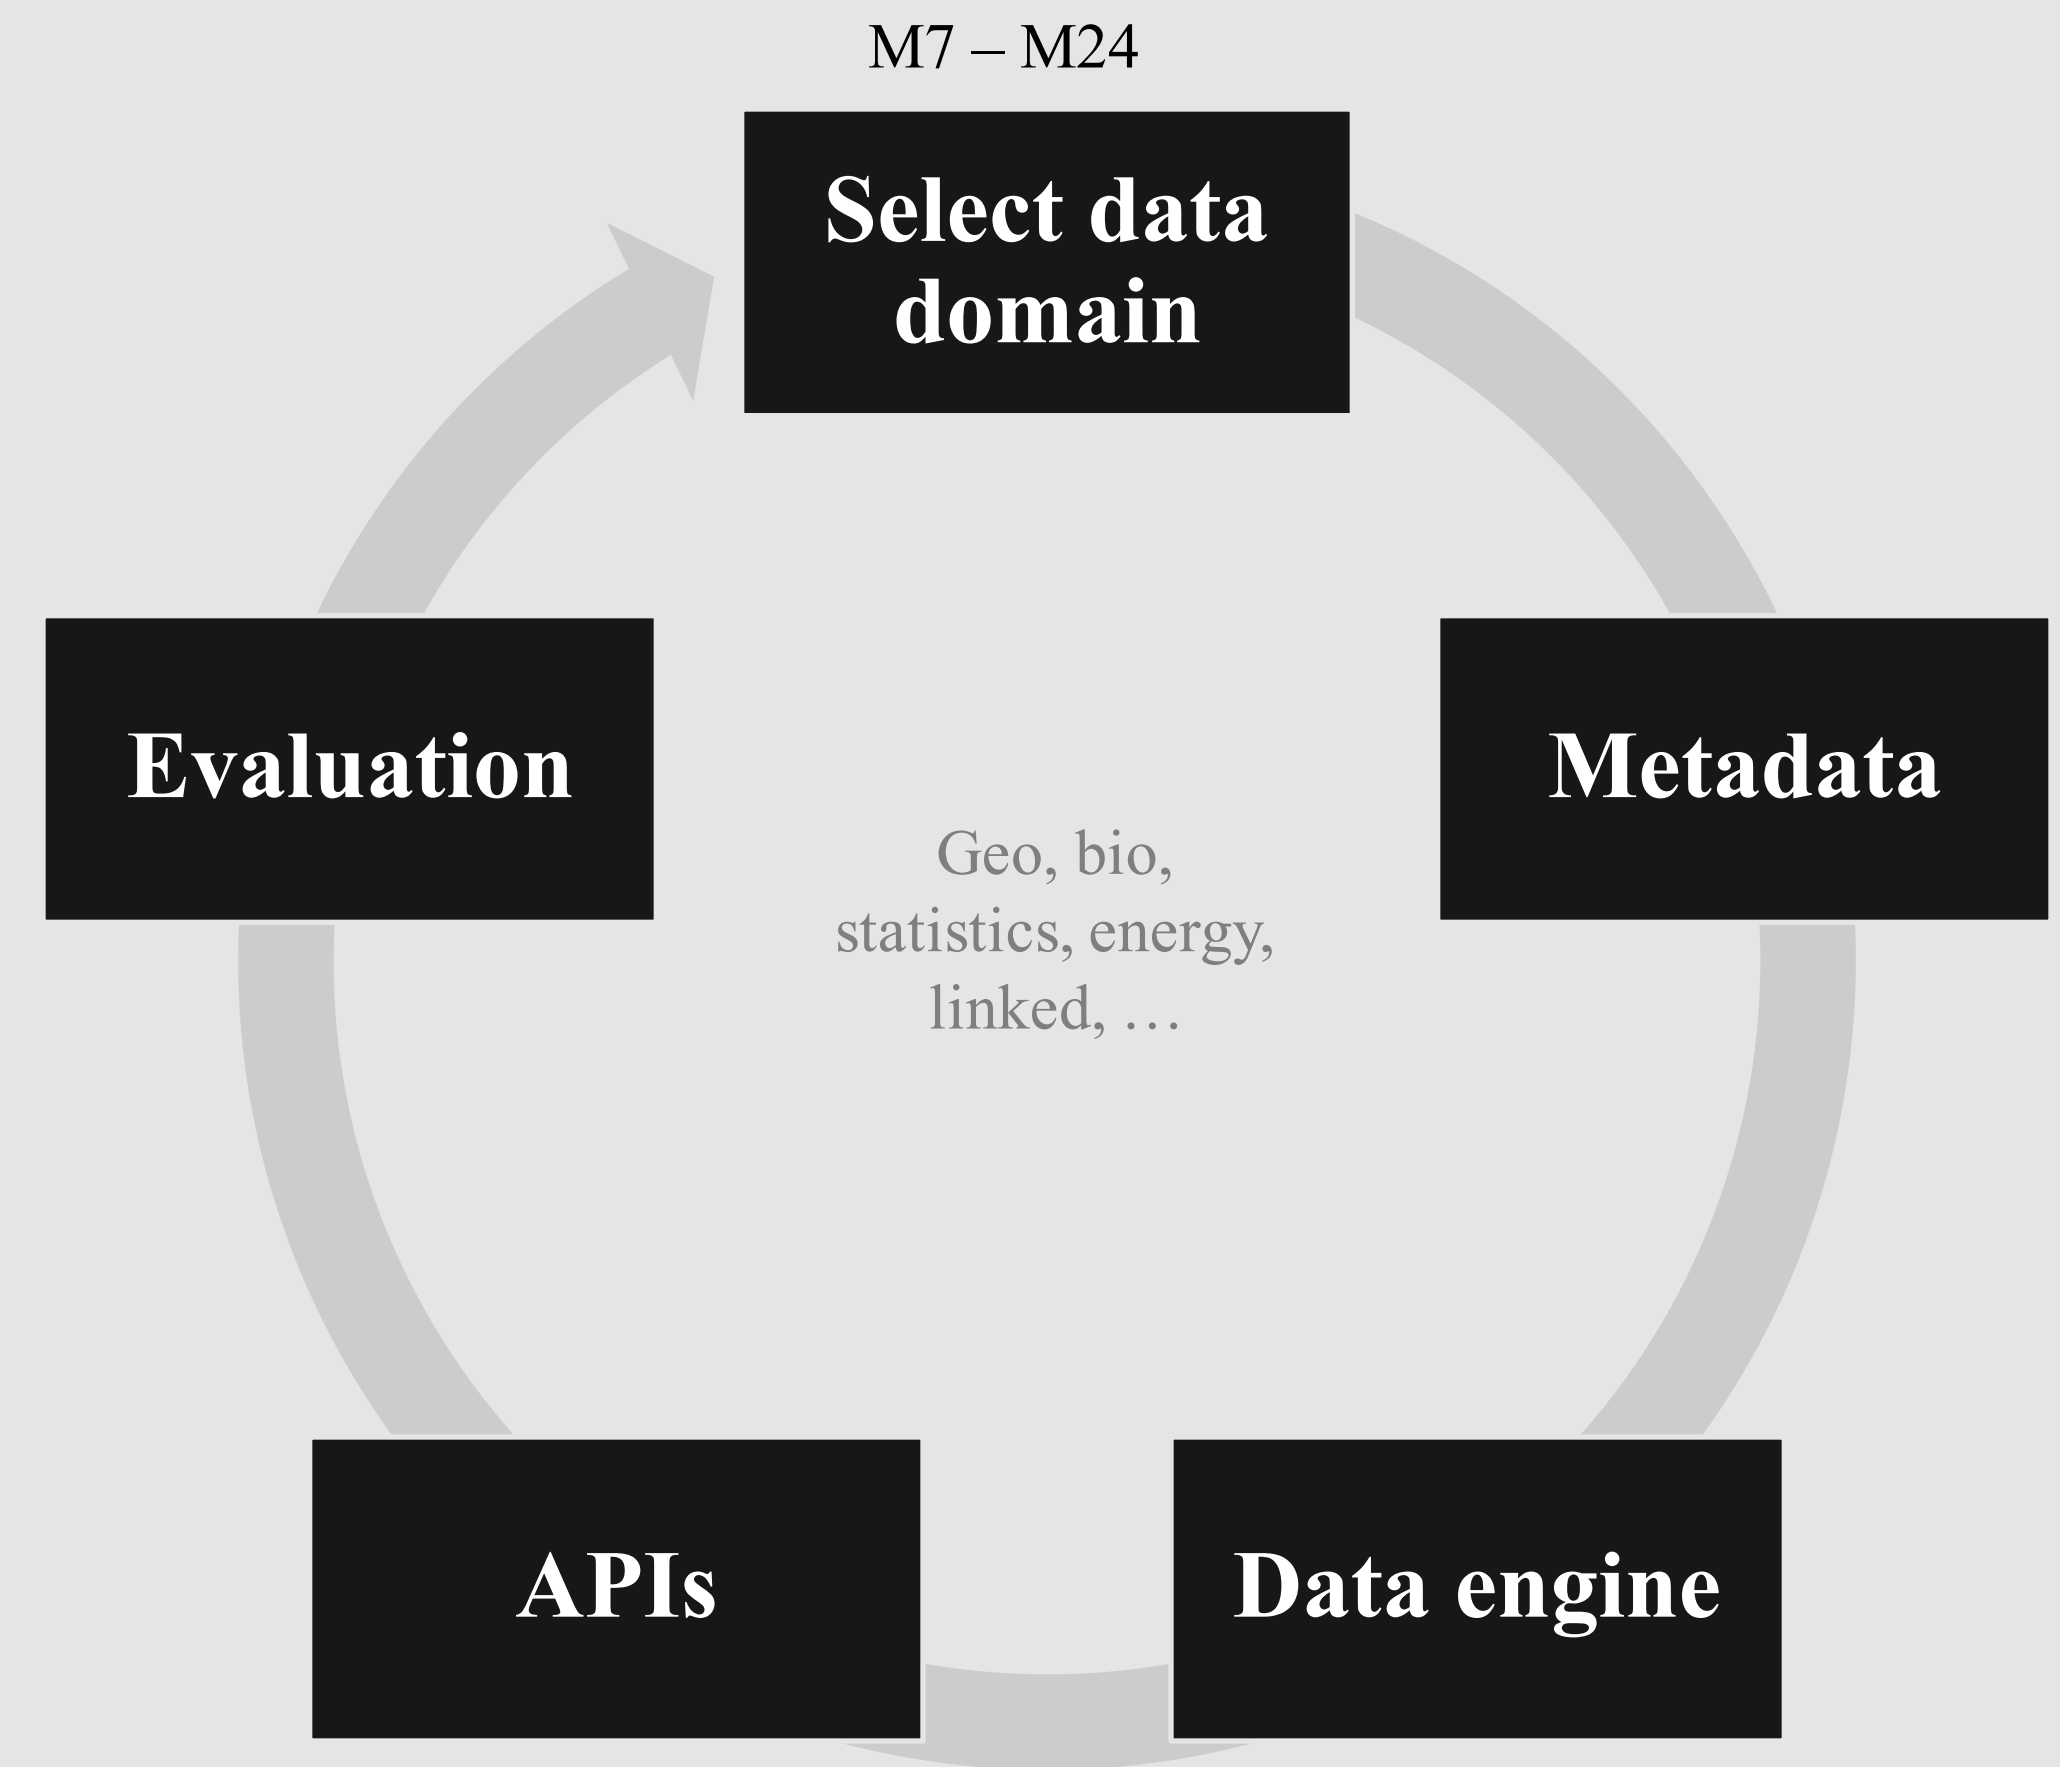 M7 – M24
Select data
domain
Evaluation
Metadata
Geo, bio,
statistics, energy,
linked, …
APIs
Data engine